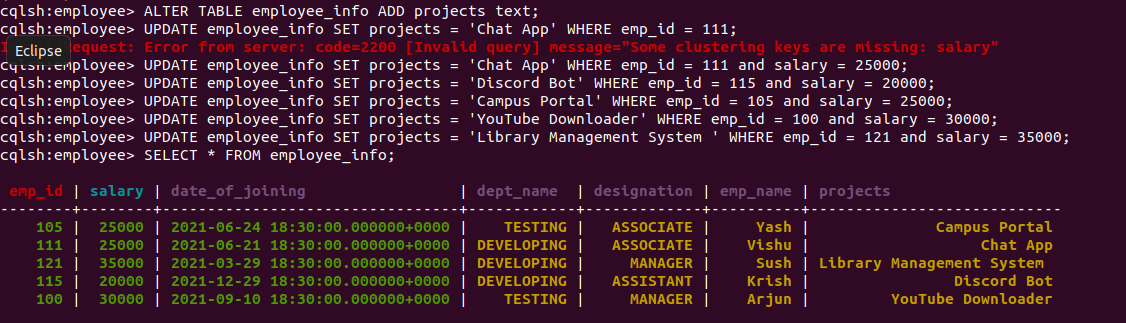 cqlsh:employee> ALTER TABLE employee_info ADD projects text;
cqlsh:employee> UPDATE employee_info SET projects = 'Chat App' WHERE emp_id = 111;
Eclipse
equest: Error from server: code=2200 [Invalid query] message="Some clustering keys are missing: salary"
cqlsh:employee> UPDATE employee_info SET projects = 'Chat App' WHERE emp_id = 111 and salary = 25000;
cqlsh:employee> UPDATE employee_info SET projects = 'Discord Bot' WHERE emp_id = 115 and salary = 20000;
cqlsh:employee> UPDATE employee_info SET projects = 'Campus Portal' WHERE emp_id = 105 and salary = 25000;
cqlsh:employee> UPDATE employee_info SET projects = 'YouTube Downloader' WHERE emp_id = 100 and salary = 30000;
cqlsh:employee> UPDATE employee_info SET projects = 'Library Management System ' WHERE emp_id = 121 and salary = 35000;
cqlsh:employee> SELECT * FROM employee_info;
emp_id | salary | date_of_joining | dept_name | designation | emp_name | projects
--------+--------+---------------------------------+------------+-------------+----------+----------------------------
105 | 25000 | 2021-06-24 18:30:00.000000+0000 | TESTING | ASSOCIATE | Yash | Campus Portal
111 | 25000 | 2021-06-21 18:30:00.000000+0000 | DEVELOPING | ASSOCIATE | Vishu | Chat App
121 | 35000 | 2021-03-29 18:30:00.000000+0000 | DEVELOPING | MANAGER | Sush | Library Management System
115 | 20000 | 2021-12-29 18:30:00.000000+0000 | DEVELOPING | ASSISTANT | Krish | Discord Bot
100 | 30000 | 2021-09-10 18:30:00.000000+0000 | TESTING | MANAGER | Arjun | YouTube Downloader